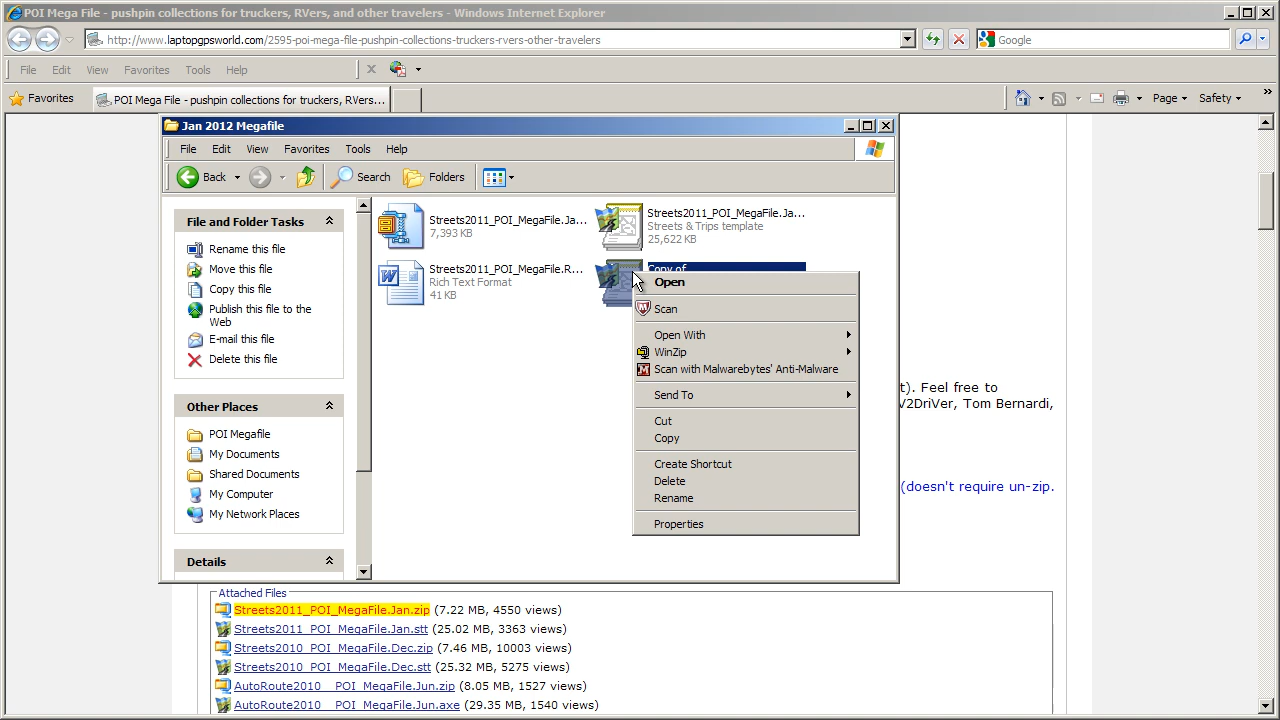 POI Mega File - pushpin collections for truckers, RVers, and other travelers - Windows Internet Explorer
http://www.laptopgpsworld.com/2595-poi-mega-file-pushpin-collections-truckers-rvers-other-travelers
Google
File Edit View Favorites Tools Help
Favorites
POI Mega File - pushpin collections for truckers, RVers...
Page
Safety
Jan 2012 Megafile
File Edit View Favorites Tools Help
Back
Search
Folders
File and Folder Tasks
Rename this file
Move this file
Copy this file
Publish this file to the
Web
E-mail this file
Delete this file
Other Places
POI Megafile
My Documents
Shared Documents
My Computer
My Network Places
Details
Streets2011_POI_MegaFile.Ja...
7,393 KB
Streets2011_POI_MegaFile.Ja...
Streets & Trips template
25,622 KB
Streets2011_POI_MegaFile.R...
Rich Text Format
41 KB
Copy of
Open
Scan
Open With
WinZip
Scan with Malwarebytes' Anti-Malware
Send To
Cut
Copy
Create Shortcut
Delete
Rename
Properties
t). Feel free to
V2DriVer, Tom Bernardi,
(doesn't require un-zip.
Attached Files
Streets2011_POI_MegaFile.Jan.zip (7.22 MB, 4550 views)
Streets2011_POI_MegaFile.Jan.stt (25.02 MB, 3363 views)
Streets2010_POI_MegaFile.Dec.zip (7.46 MB, 10003 views)
Streets2010_POI_MegaFile.Dec.stt (25.32 MB, 5275 views)
AutoRoute2010__POI_MegaFile.Jun.zip (8.05 MB, 1527 views)
AutoRoute2010__POI_MegaFile.Jun.axe (29.35 MB, 1540 views)